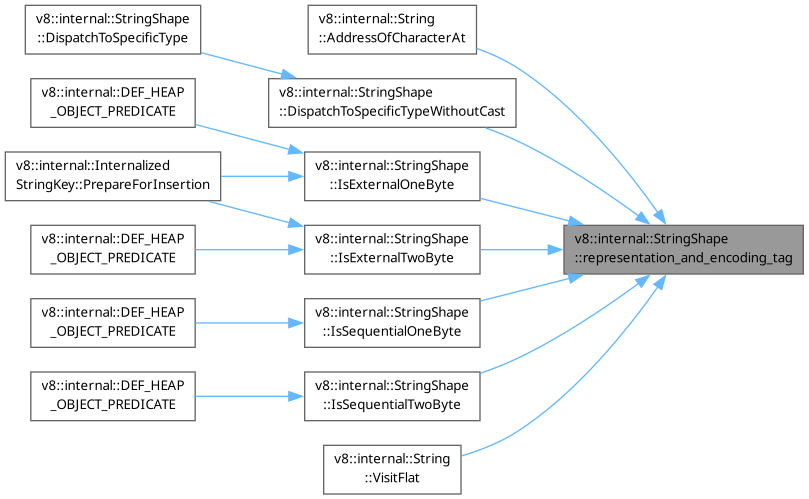 v8::internal::StringShape
::DispatchToSpecificType
v8::internal::String
::AddressOfCharacterAt
v8::internal::DEF_HEAP
_OBJECT_PREDICATE
v8::internal::StringShape
::DispatchToSpecificTypeWithoutCast
v8::internal::Internalized
StringKey::PrepareForInsertion
v8::internal::StringShape
::IsExternalOneByte
v8::internal::DEF_HEAP
_OBJECT_PREDICATE
v8::internal::StringShape
::IsExternalTwoByte
v8::internal::StringShape
::representation_and_encoding_tag
v8::internal::DEF_HEAP
_OBJECT_PREDICATE
v8::internal::StringShape
::IsSequentialOneByte
v8::internal::DEF_HEAP
_OBJECT_PREDICATE
v8::internal::StringShape
::IsSequentialTwoByte
v8::internal::String
::VisitFlat